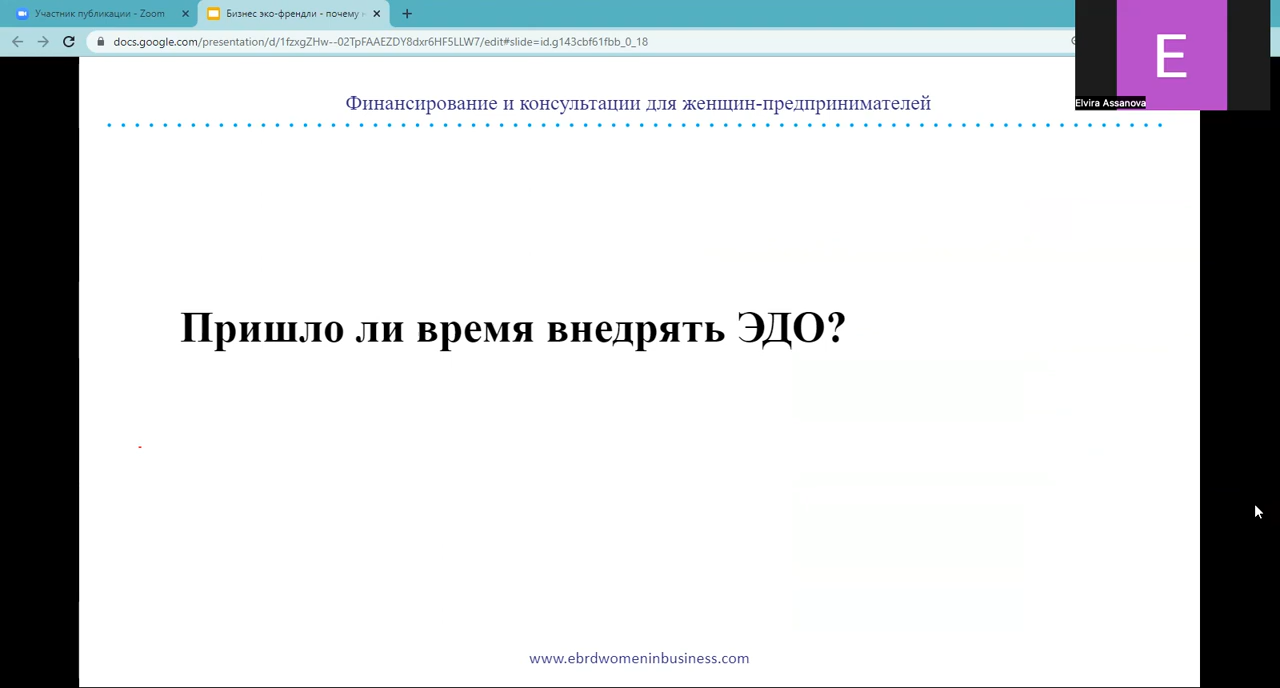 Участник публикации - Zoom
Бизнес эко-френдли - почему
docs.google.com/presentation/d/1fzxgZHw--02TpFAAEZDY8dxr6HF5LLW7/edit#slide=id.g143cbf61fbb_0_18
E
Elvira Assanova
Финансирование и консультации для женщин-предпринимателей
Пришло ли время внедрять ЭДО?
www.ebrdwomeninbusiness.com